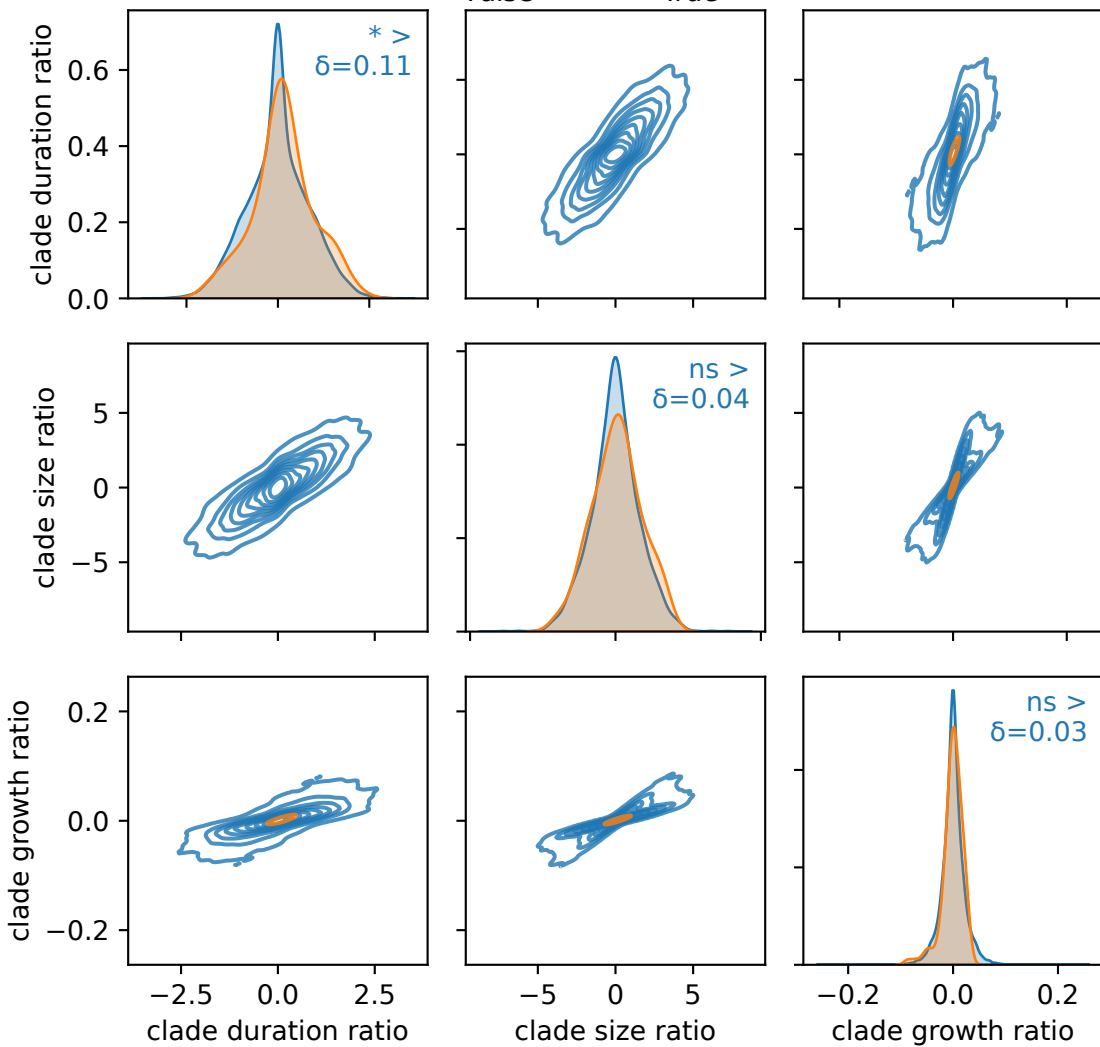 clade duration ratio
0.6
0.4
0.2
0.0
* >
δ=0.11
clade size ratio
5
0
−5
ns >
δ=0.04
clade growth ratio
0.2
0.0
−0.2
ns >
δ=0.03
−2.5 0.0 2.5
−5 0 5
−0.2 0.0 0.2
clade duration ratio
clade size ratio
clade growth ratio